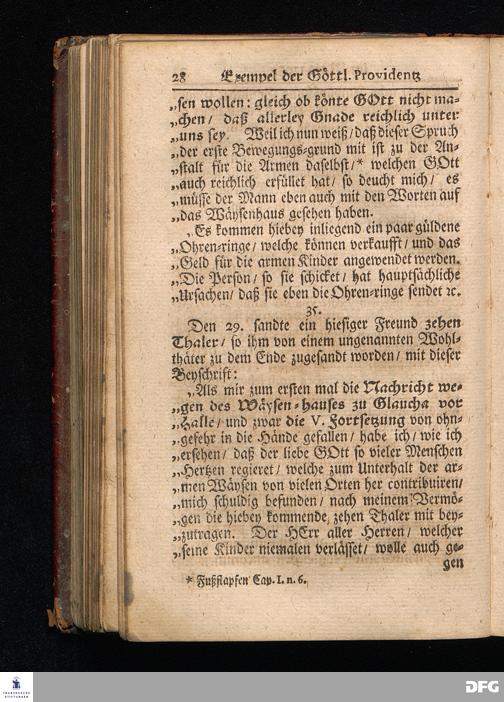 28 Exempel der Göttl. Providentz
„sen wollen: gleich ob könte GOtt nicht ma-
„chen/ daß allerley Gnade reichlich unter
„uns sey. Weil ich nun weiß/ daß dieser Spruch
„der erste Bewegungs-grund mit ist zu der An-
„stalt für die Armen daselbst/* welchen GOtt
„auch reichlich erfüllet hat/ so deucht mich/ es
„müsse der Mann eben auch mit den Worten auf
„das Wäysenhaus gesehen haben.
„Es kommen hiebey inliegend ein paar güldene
„Ohren-ringe/ welche können verkaufft/ und das
„Geld für die armen Kinder angewendet werden.
„Die Person/ so sie schicket/ hat hauptsächliche
„Ursachen/ daß sie eben die Ohren-ringe sendet ꝛc.
35.
Den 29. sandte ein hiesiger Freund zehen
Thaler/ so ihm von einem ungenannten Wohl-
thäter zu dem Ende zugesandt worden/ mit dieser
Beyschrift:
„Als mir zum ersten mal die Nachricht we-
„gen des Wäysen-hauses zu Glaucha vor
„Halle/ und zwar die V. Fortsetzung von ohn-
„gefehr in die Hände gefallen/ habe ich/ wie ich
„ersehen/ daß der liebe GOtt so vieler Menschen
„Hertzen regieret/ welche zum Unterhalt der ar-
„men Wäysen von vielen Orten her contribuiren/
„mich schuldig befunden/ nach meinem Vermö-
„gen die hiebey kommende zehen Thaler mit bey-
„zutragen. Der HErr aller Herren/ welcher
„seine Kinder niemalen verlässet/ wolle auch ge-
gen
* Fußstapfen Cap. I. n. 6.
FRANCKESCHE STIFTUNGEN
DFG